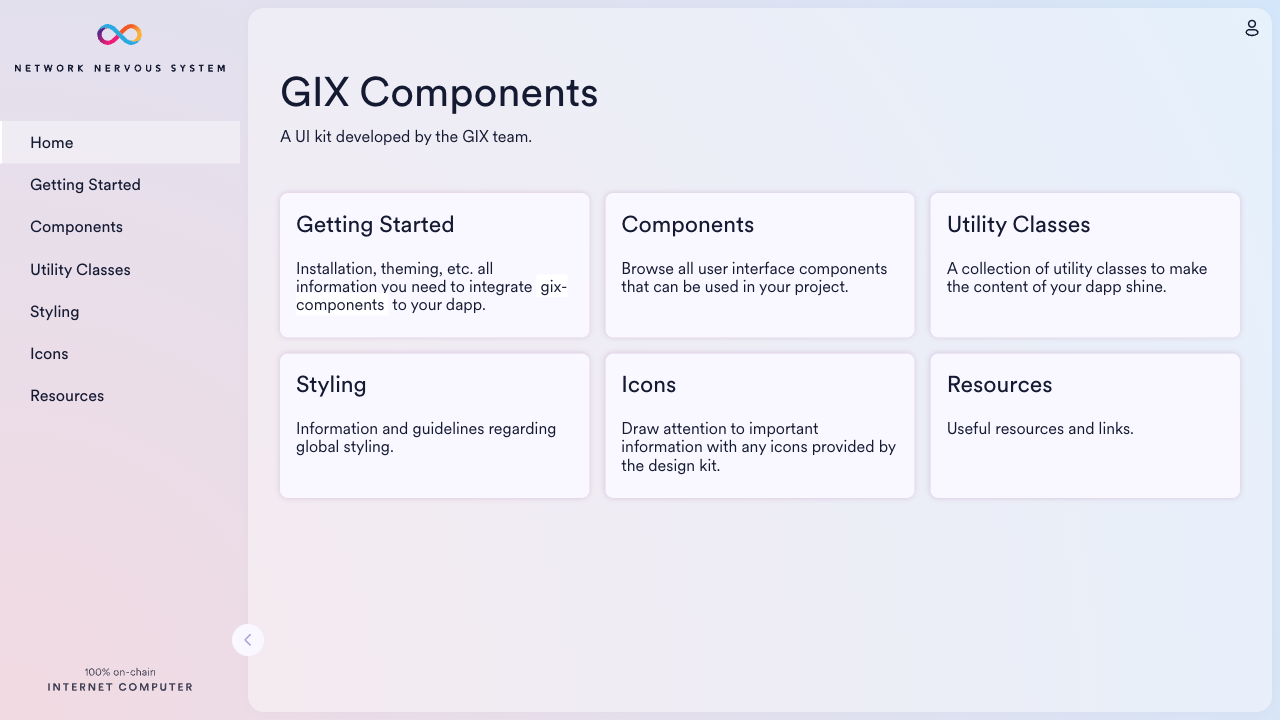 NETWORK NERVOUS SYSTEM
Home
Getting Started
Components
Utility Classes
Styling
Icons
Resources
100% on-chain
INTERNET COMPUTER
GIX Components
A UI kit developed by the GIX team.
Getting Started
Installation, theming, etc. all
information you need to integrate gix-
components to your dapp.
Components
Browse all user interface components
that can be used in your project.
Utility Classes
A collection of utility classes to make
the content of your dapp shine.
Styling
Information and guidelines regarding
global styling.
Icons
Draw attention to important
information with any icons provided by
the design kit.
Resources
Useful resources and links.